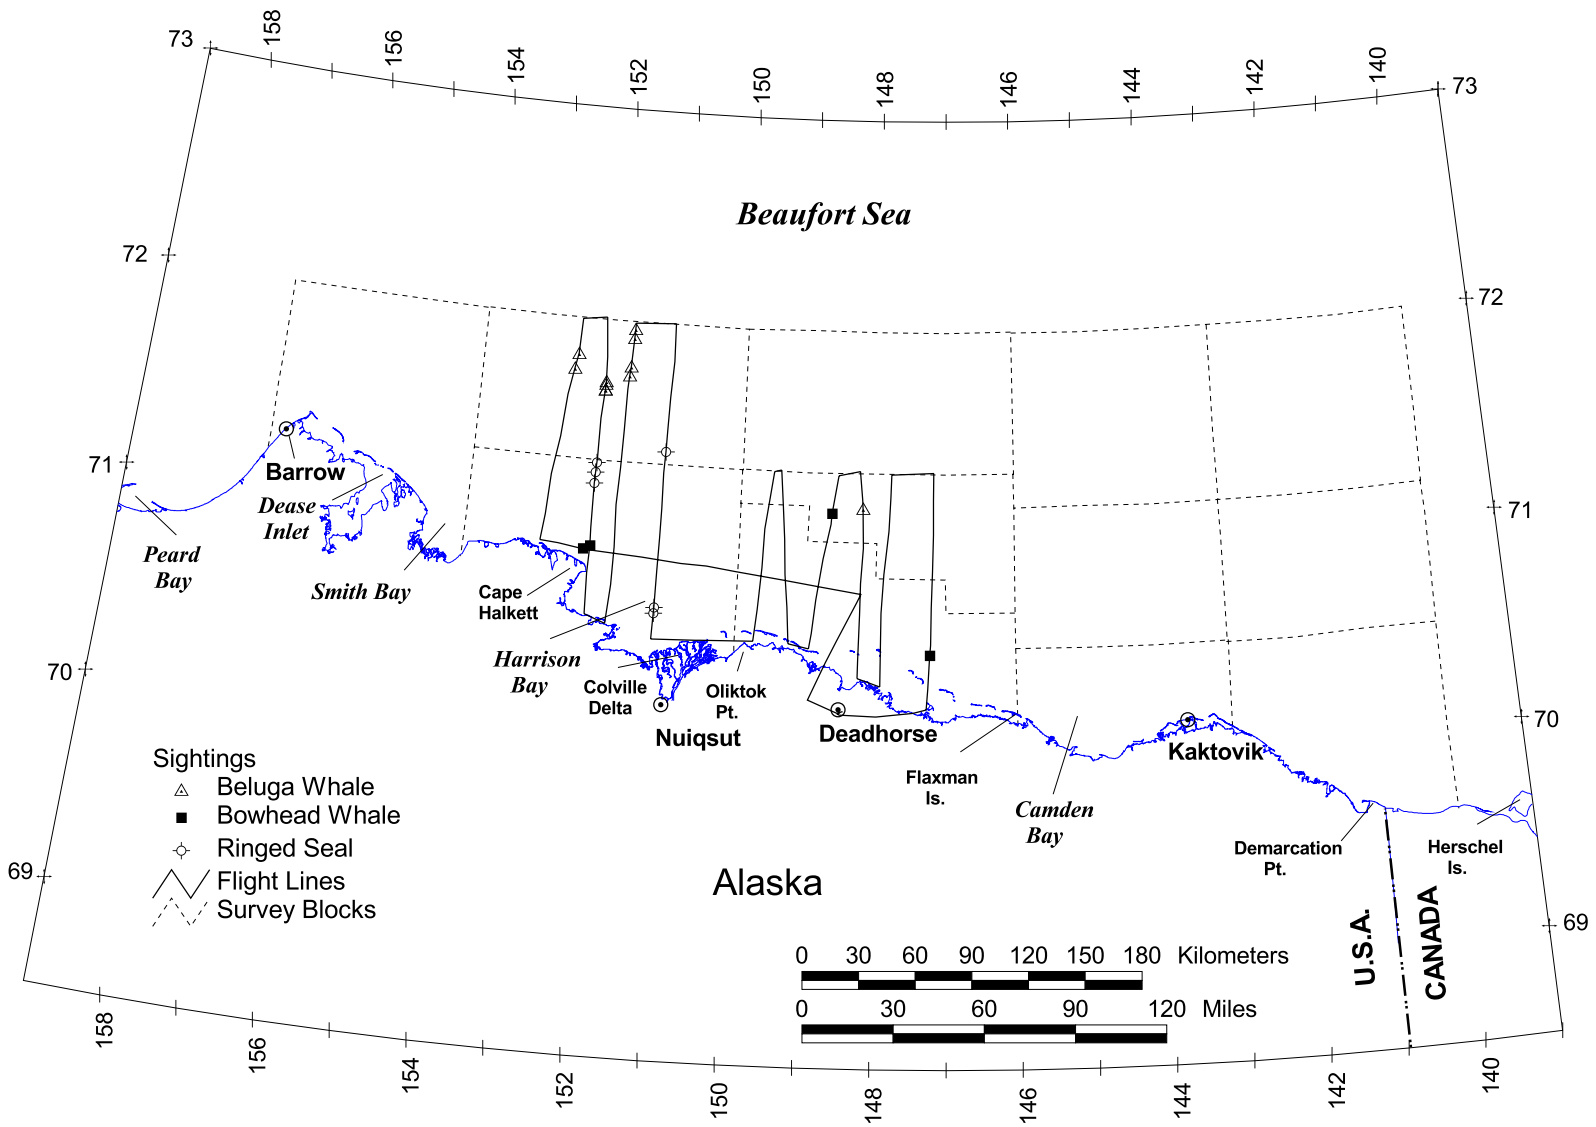 158
156
154
152
150
148
146
144
142
140
73
73
Beaufort Sea
72
72
71
71
Barrow
Dease
Inlet
Peard
Bay
Smith Bay
Cape
Halkett
Harrison
Bay
Colville
Delta
Oliktok
Pt.
Nuiqsut
Deadhorse
70
70
Kaktovik
Flaxman
Is.
Camden
Bay
Demarcation
Pt.
Herschel
Is.
Sightings
Beluga Whale
Bowhead Whale
Ringed Seal
Flight Lines
Survey Blocks
Alaska
69
69
U.S.A.
CANADA
0 30 60 90 120 150 180 Kilometers
0 30 60 90 120 Miles
158
156
154
152
150
148
146
144
142
140